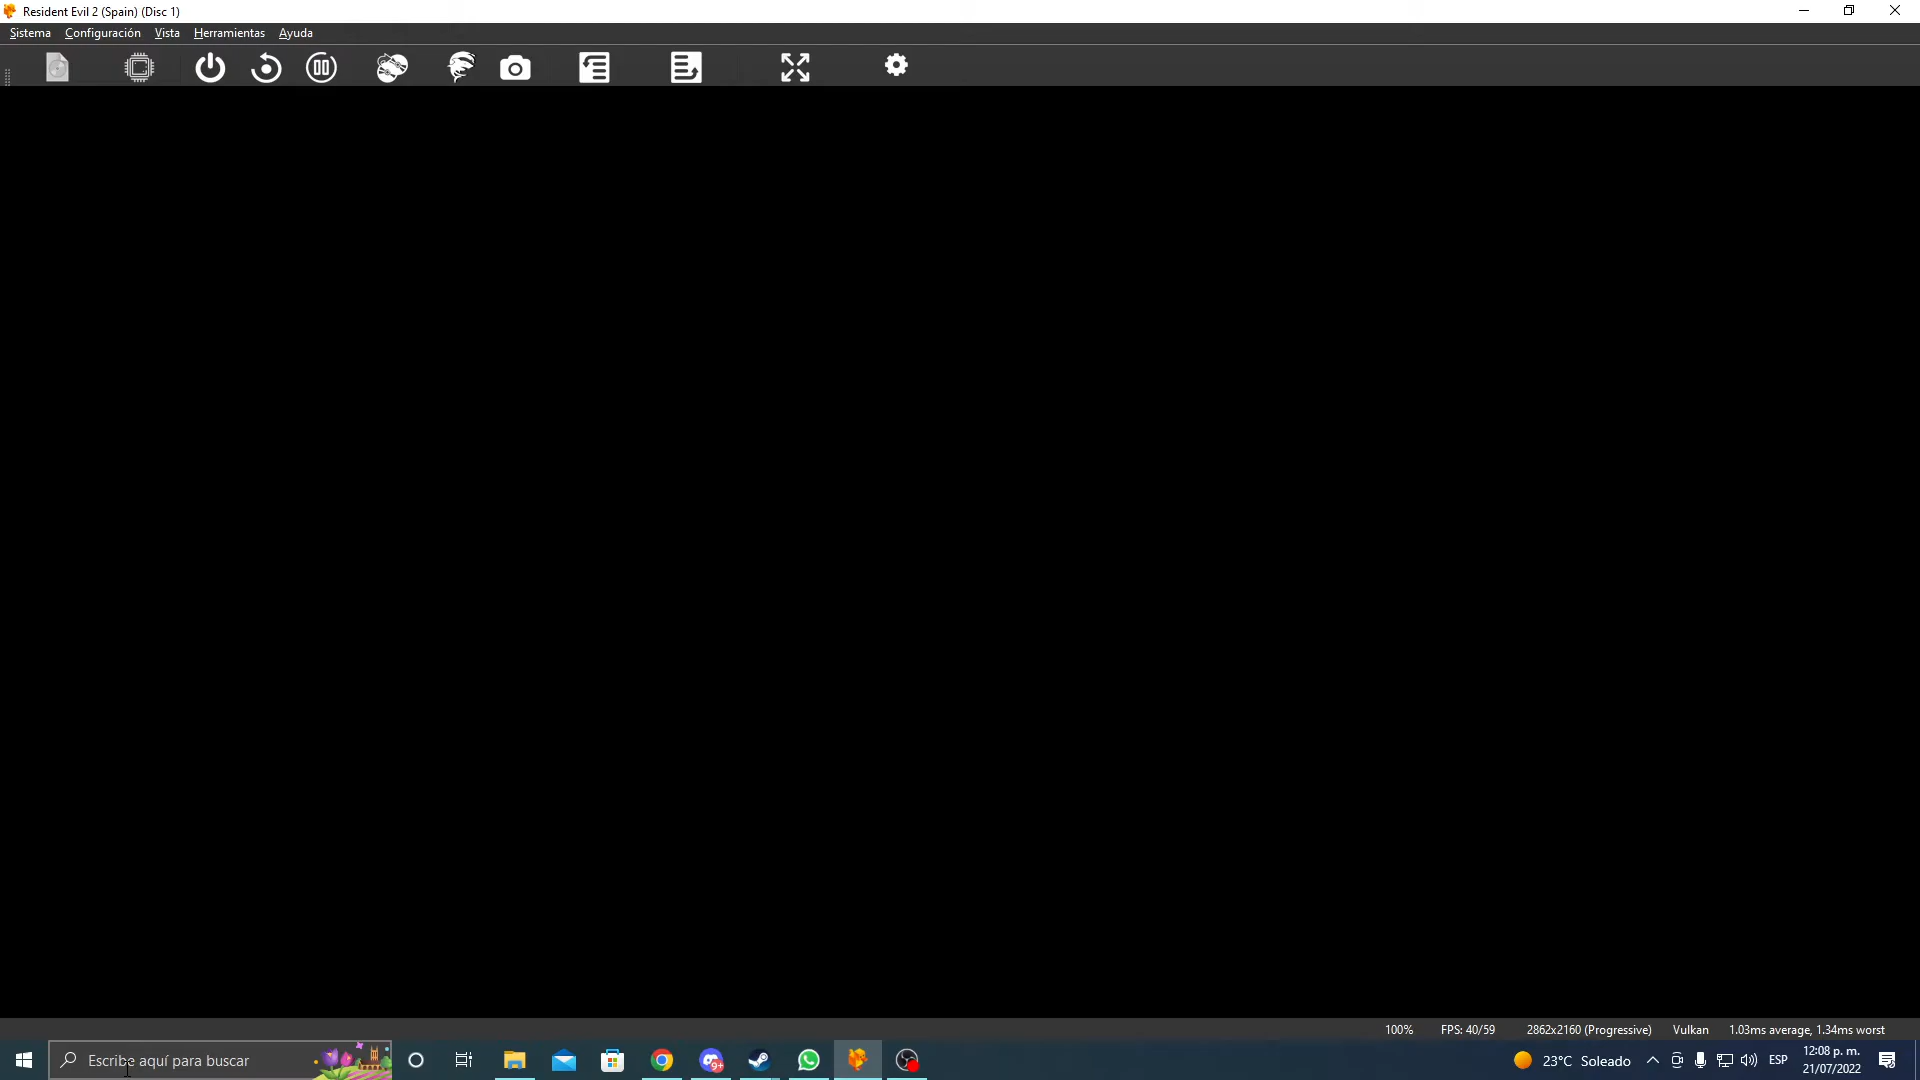 Resident Evil 2 (Spain) (Disc 1)
Sistema Configuración Vista Herramientas Ayuda
100% FPS: 40/59 2862x2160 (Progressive) Vulkan 1.03ms average, 1.34ms worst
Escribe aquí para buscar
9+
23°C Soleado
ESP
12:08 p. m.
21/07/2022